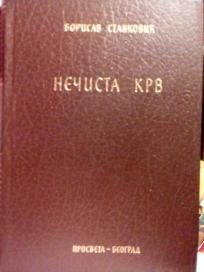 БОРИСАВ СТАНКОВИЋ
НЕЧИСТА КРВ
ПРОСВЕТА - БЕОГРАД